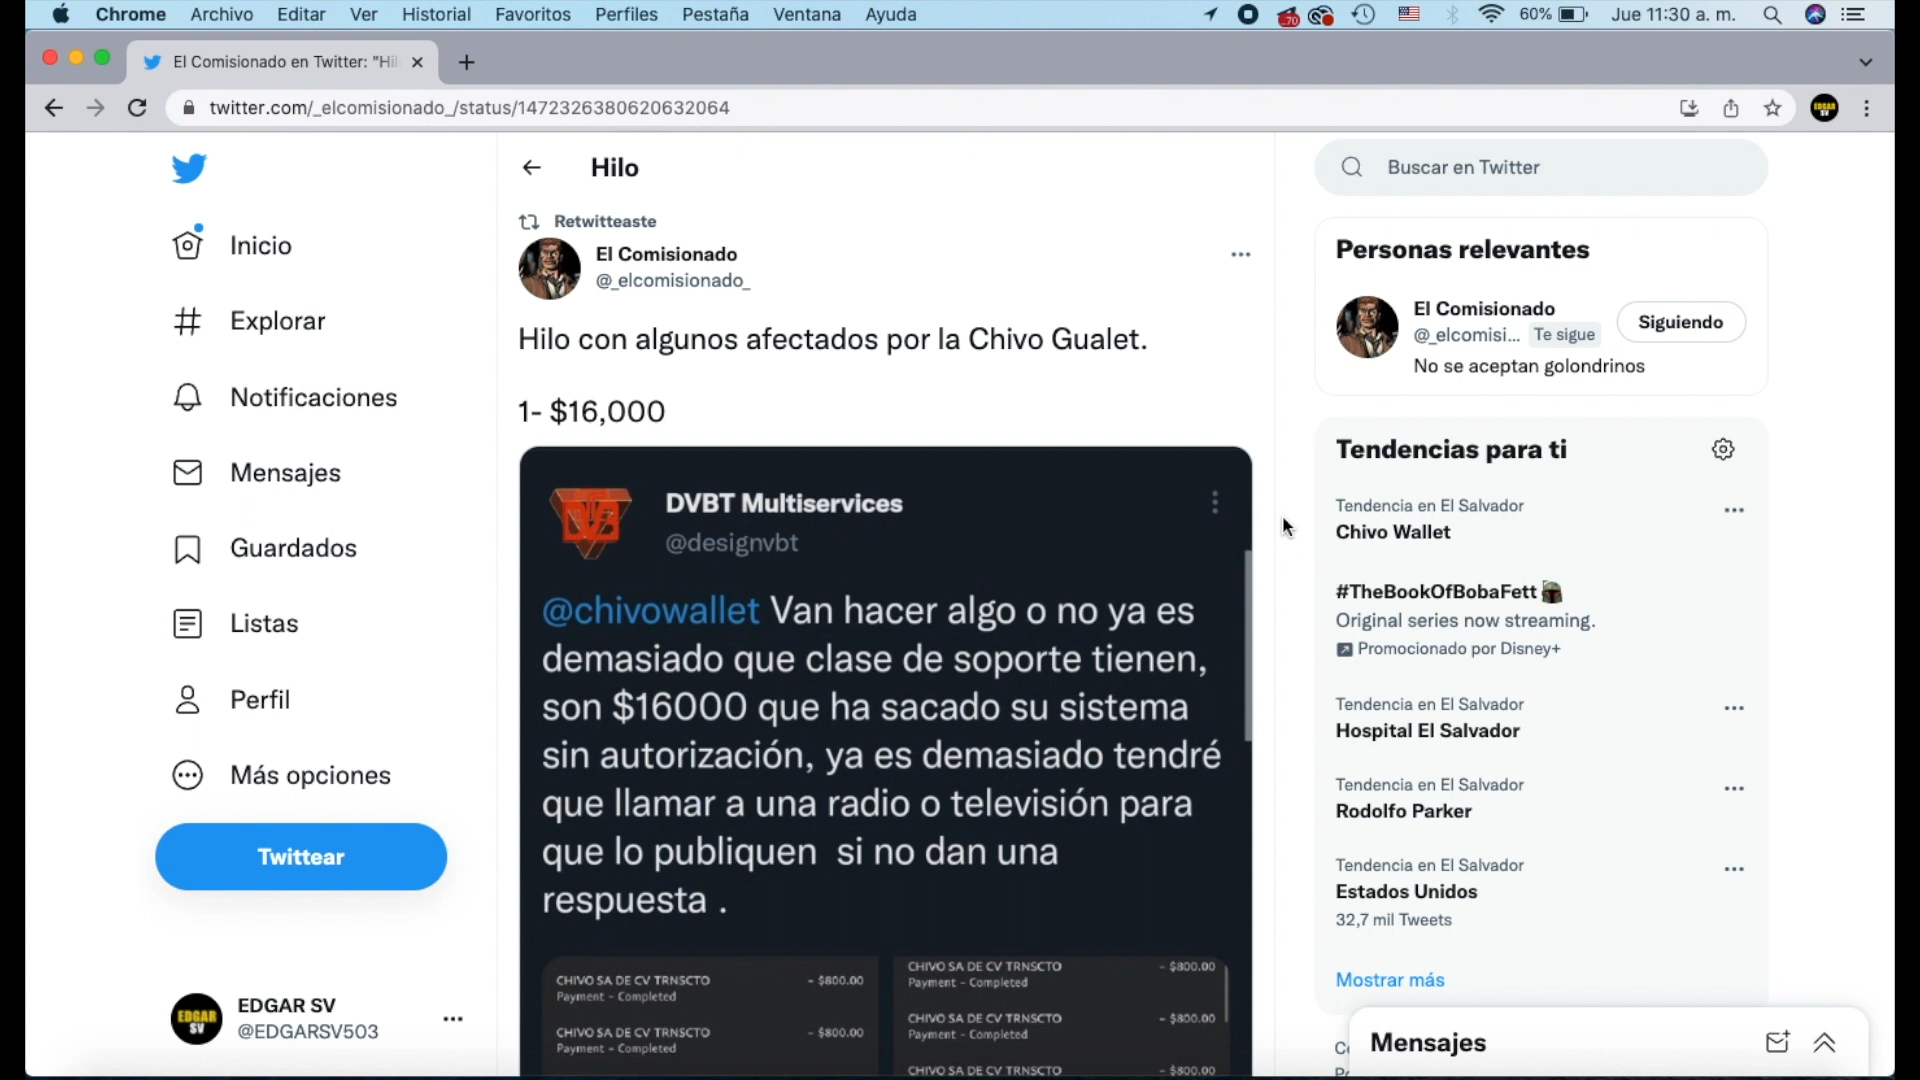 Chrome Archivo Editar Ver Historial Favoritos Perfiles Pestaña Ventana Ayuda
70
60%
Jue 11:30 a. m.
El Comisionado en Twitter: "Hil
twitter.com/_elcomisionado_/status/1472326380620632064
EDGAR
SV
Inicio
Explorar
Notificaciones
Mensajes
Guardados
Listas
Perfil
Más opciones
Twittear
EDGAR
SV
EDGAR SV
@EDGARSV503
Hilo
Retwitteaste
El Comisionado
@_elcomisionado_
Hilo con algunos afectados por la Chivo Gualet.
1- $16,000
DVBT Multiservices
@designvbt
@chivowallet Van hacer algo o no ya es
demasiado que clase de soporte tienen,
son $16000 que ha sacado su sistema
sin autorización, ya es demasiado tendré
que llamar a una radio o televisión para
que lo publiquen si no dan una
respuesta .
CHIVO SA DE CV TRNSCTO - $800.00
Payment - Completed
CHIVO SA DE CV TRNSCTO - $800.00
Payment - Completed
CHIVO SA DE CV TRNSCTO - $800.00
Payment - Completed
CHIVO SA DE CV TRNSCTO - $800.00
Payment - Completed
CHIVO SA DE CV TRNSCTO - $800.00
Buscar en Twitter
Personas relevantes
El Comisionado
@_elcomisi... Te sigue
Siguiendo
No se aceptan golondrinos
Tendencias para ti
Tendencia en El Salvador
Chivo Wallet
#TheBookOfBobaFett
Original series now streaming.
Promocionado por Disney+
Tendencia en El Salvador
Hospital El Salvador
Tendencia en El Salvador
Rodolfo Parker
Tendencia en El Salvador
Estados Unidos
32,7 mil Tweets
Mostrar más
Mensajes